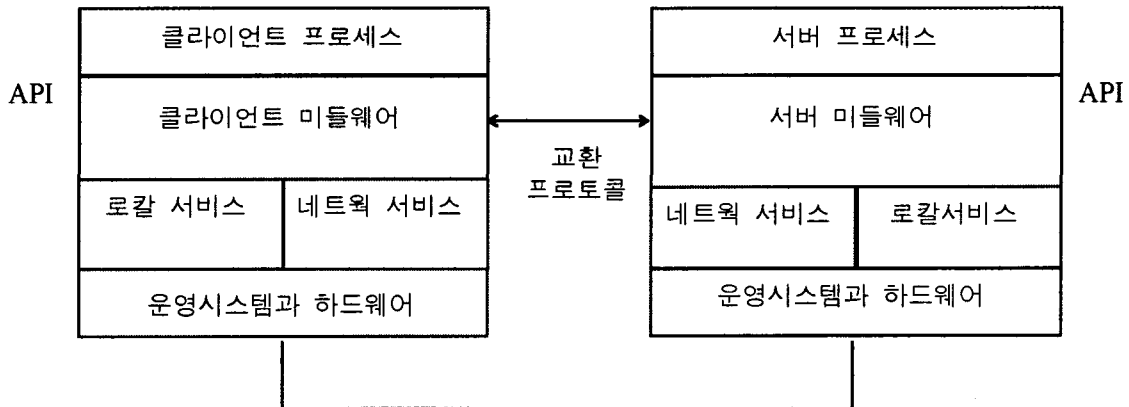 클라이언트 프로세스
서버 프로세스
API
클라이언트 미들웨어
서버 미들웨어
API
교환
프로토콜
로칼 서비스
네트웍 서비스
네트웍 서비스
로칼서비스
운영시스템과 하드웨어
운영시스템과 하드웨어